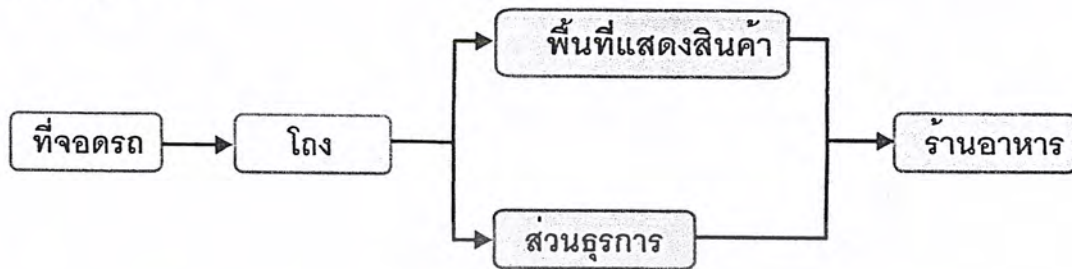 พื้นที่แสดงสินค้า
ที่จอดรถ
โถง
ร้านอาหาร
ส่วนธุรการ